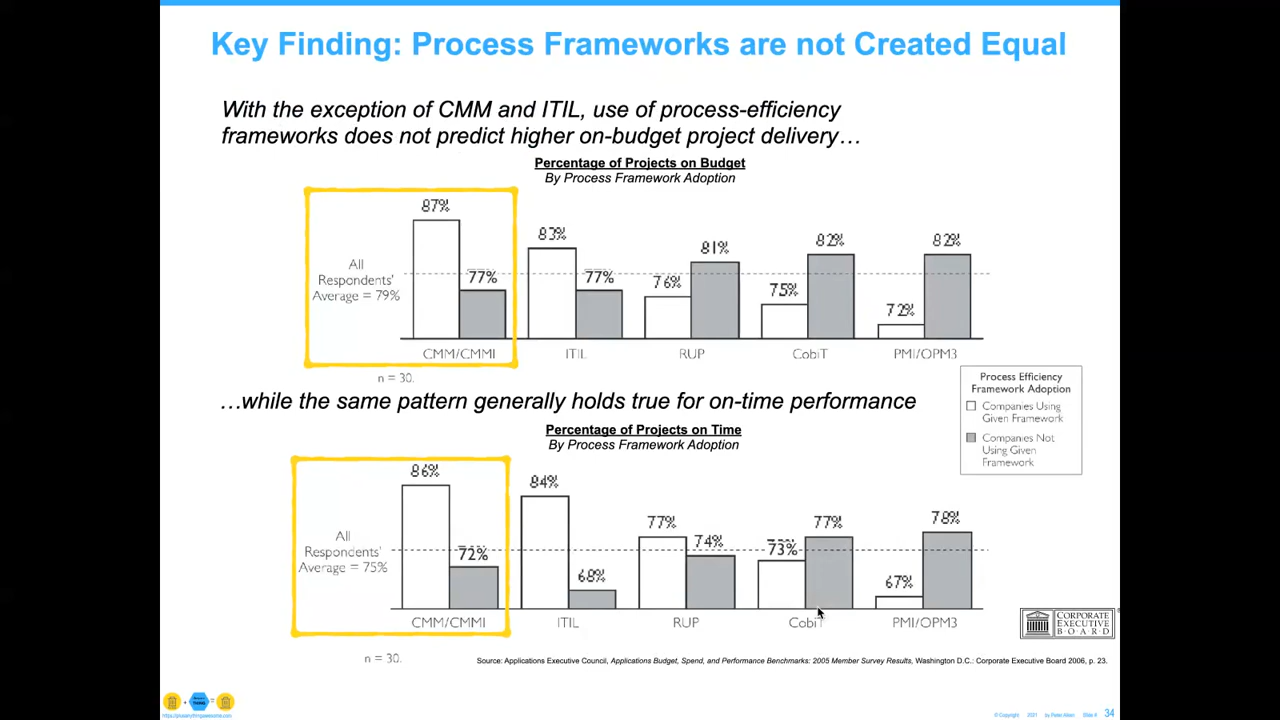 Key Finding: Process Frameworks are not Created Equal
With the exception of CMM and ITIL, use of process-efficiency
frameworks does not predict higher on-budget project delivery…
Percentage of Projects on Budget
By Process Framework Adoption
87%
83%
81%
82%
82%
All
Respondents'
Average = 79%
77%
77%
76%
75%
72%
CMM/CMMI
ITIL
RUP
CobiT
PMI/OPM3
n = 30.
Process Efficiency
Framework Adoption
Companies Using
Given Framework
Companies Not
Using Given
Framework
…while the same pattern generally holds true for on-time performance
Percentage of Projects on Time
By Process Framework Adoption
86%
84%
77%
77%
78%
All
Respondents'
Average = 75%
72%
68%
74%
73%
67%
CMM/CMMI
ITIL
RUP
CobiT
PMI/OPM3
CORPORATE
EXECUTIVE
BOARD
n = 30.
Source: Applications Executive Council, Applications Budget, Spend, and Performance Benchmarks: 2005 Member Survey Results, Washington D.C.: Corporate Executive Board 2006, p. 23.
© Copyright 2021 by Peter Aiken Slide # 34